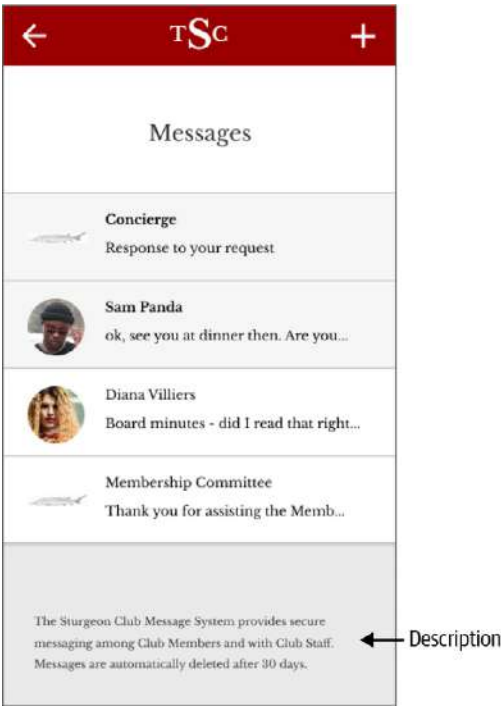 TSC
Messages
Concierge
Response to your request
Sam Panda
ok, see you at dinner then. Are you...
Diana Villiers
Board minutes - did I read that right...
Membership Committee
Thank you for assisting the Memb...
The Sturgeon Club Message System provides secure
messaging among Club Members and with Club Staff.
Messages are automatically deleted after 30 days.
Description